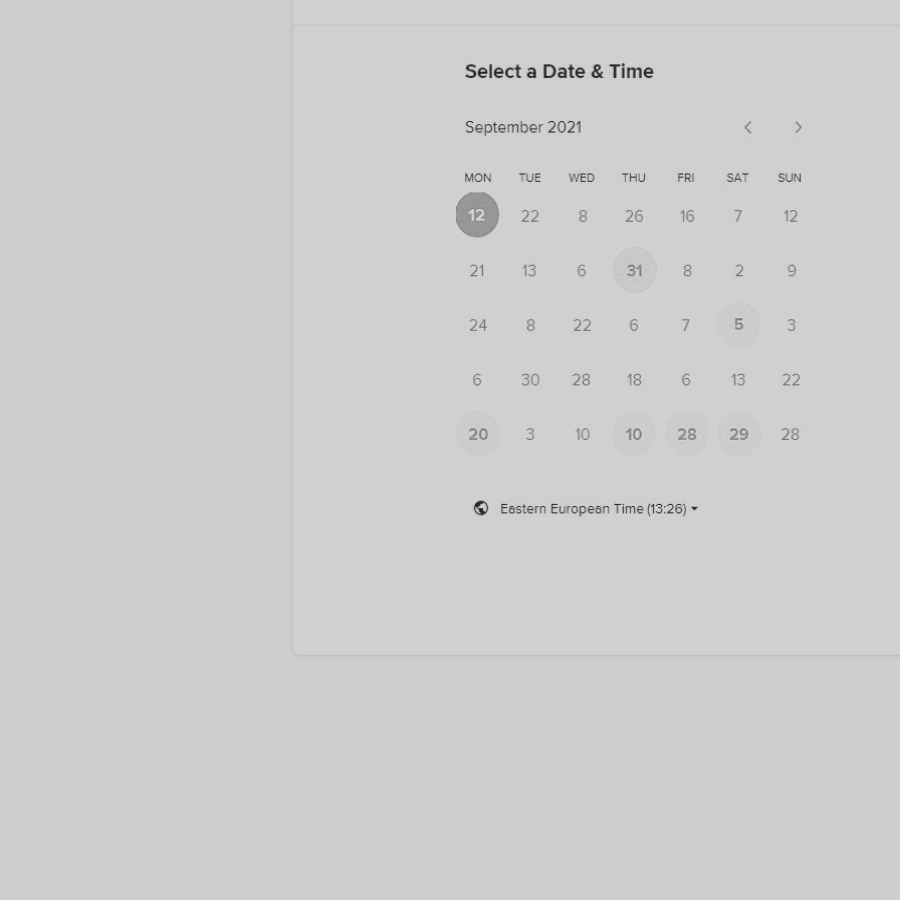 Select a Date & Time
September 2021
MON TUE WED THU FRI SAT SUN
12 22 8 26 16 7 12
21 13 6 31 8 2 9
24 8 22 6 7 5 3
6 30 28 18 6 13 22
20 3 10 10 28 29 28
Eastern European Time (13:26)